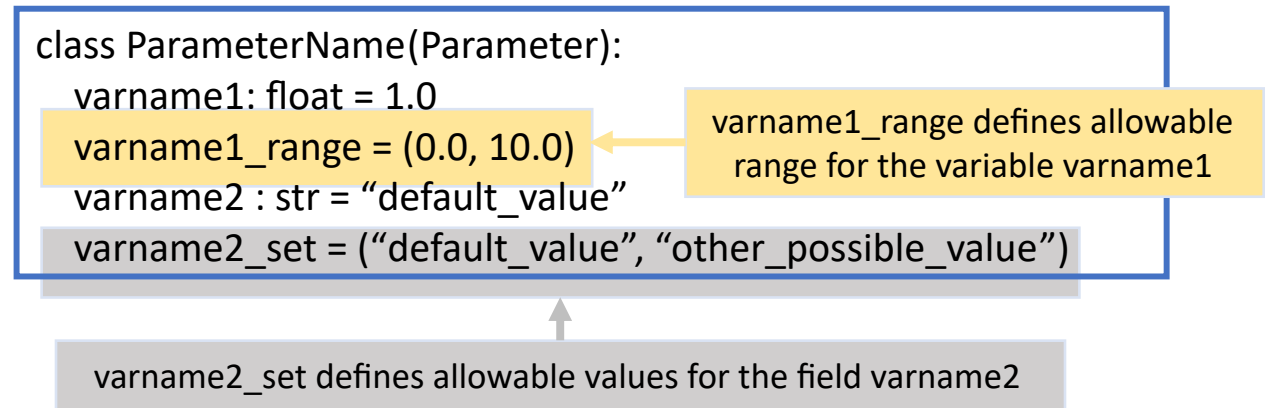 class ParameterName(Parameter):
varname1: float = 1.0
varname1_range = (0.0, 10.0)
varname1_range defines allowable
range for the variable varname1
varname2 : str = “default_value”
varname2_set = (“default_value”, “other_possible_value”)
varname2_set defines allowable values for the field varname2